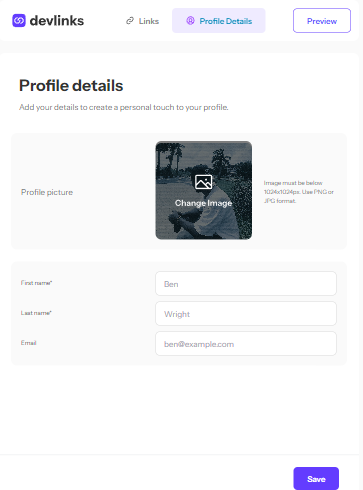 devlinks
Links
Profile Details
Preview
Profile details
Add your details to create a personal touch to your profile.
Profile picture
Change Image
Image must be below
1024x1024px. Use PNG or
JPG format.
First name*
Ben
Last name*
Wright
Email
ben@example.com
Save